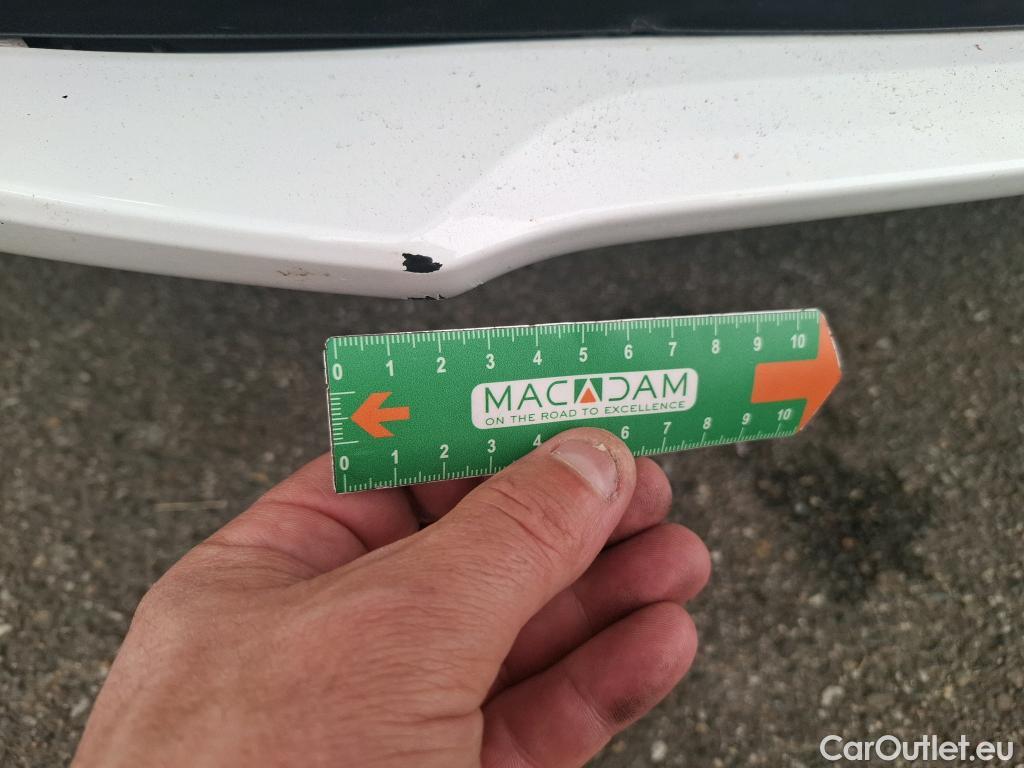 0 1 2 3 4 5 6 7 8 9 10
MACADAM
ON THE ROAD TO EXCELLENCE
0 1 2 3 4 6 7 8 9 10
CarOutlet.eu